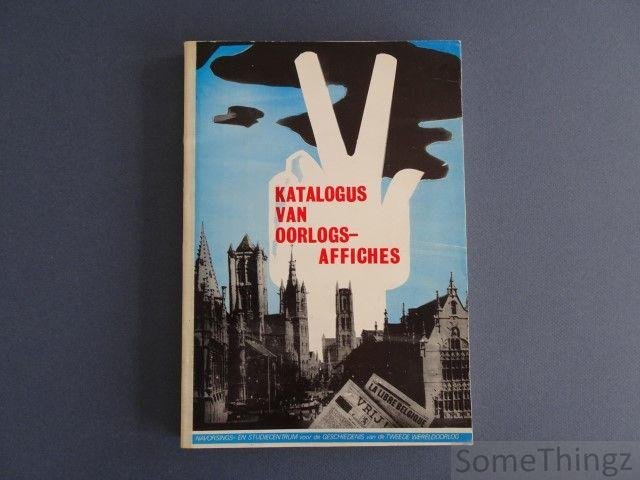 KATALOGUS
VAN
OORLOGS-
AFFICHES
LA LIBRE BELGIQUE
VRIJ
NAVORSINGS- EN STUDIECENTRUM voor de GESCHIEDENIS van de TWEEDE WERELDOORLOG
SomeThingz